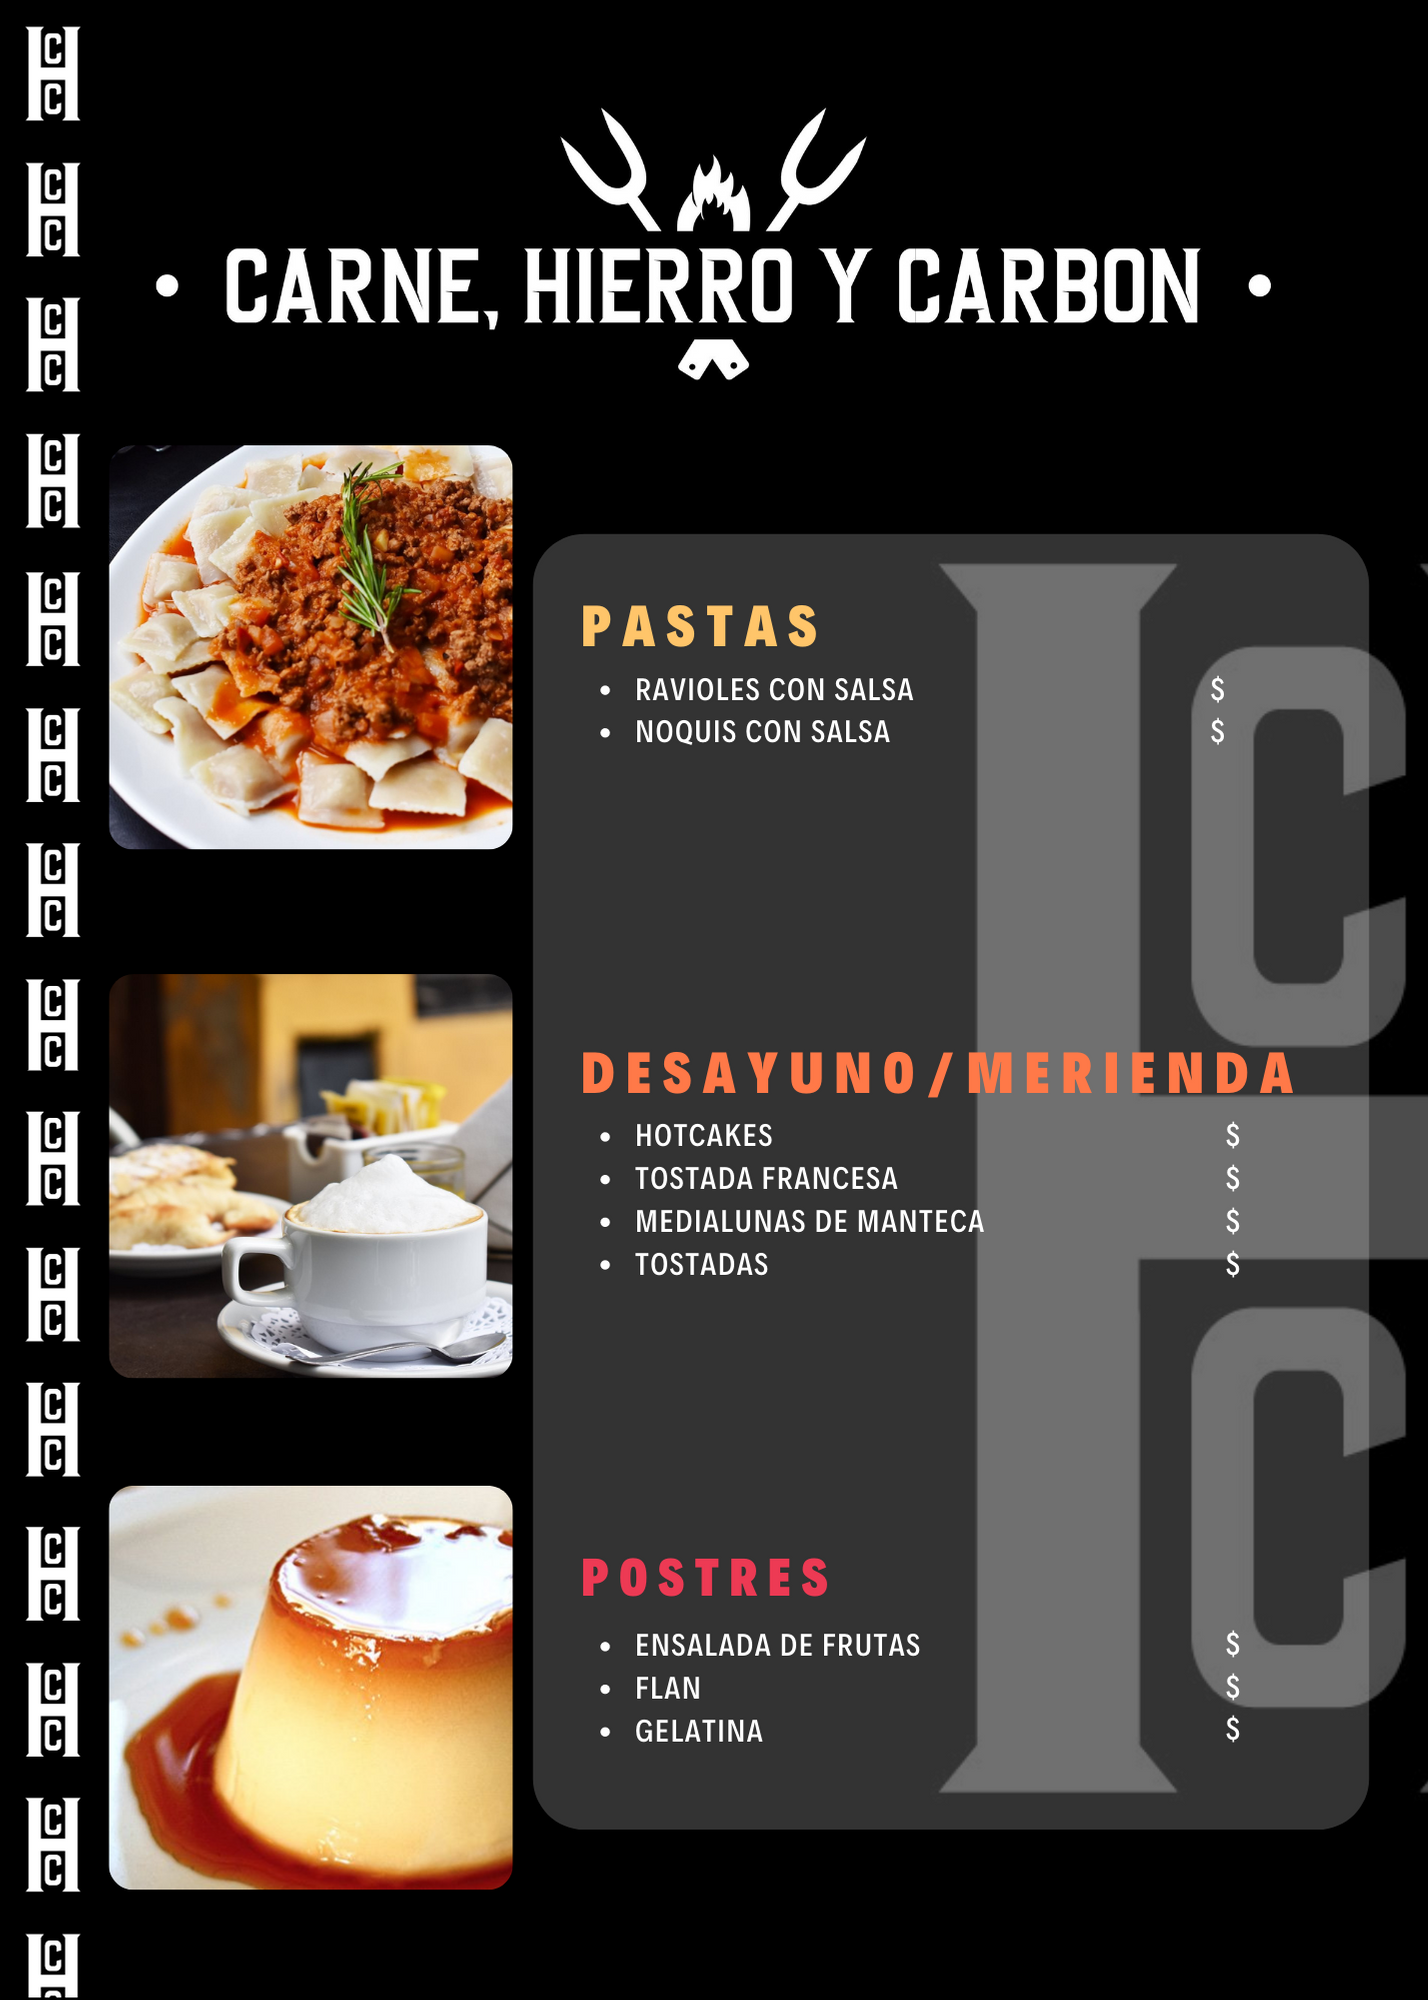 • CARNE, HIERRO Y CARBON •
PASTAS
• RAVIOLES CON SALSA $
• NOQUIS CON SALSA $
DESAYUNO/MERIENDA
• HOTCAKES $
• TOSTADA FRANCESA $
• MEDIALUNAS DE MANTECA $
• TOSTADAS $
POSTRES
• ENSALADA DE FRUTAS $
• FLAN $
• GELATINA $